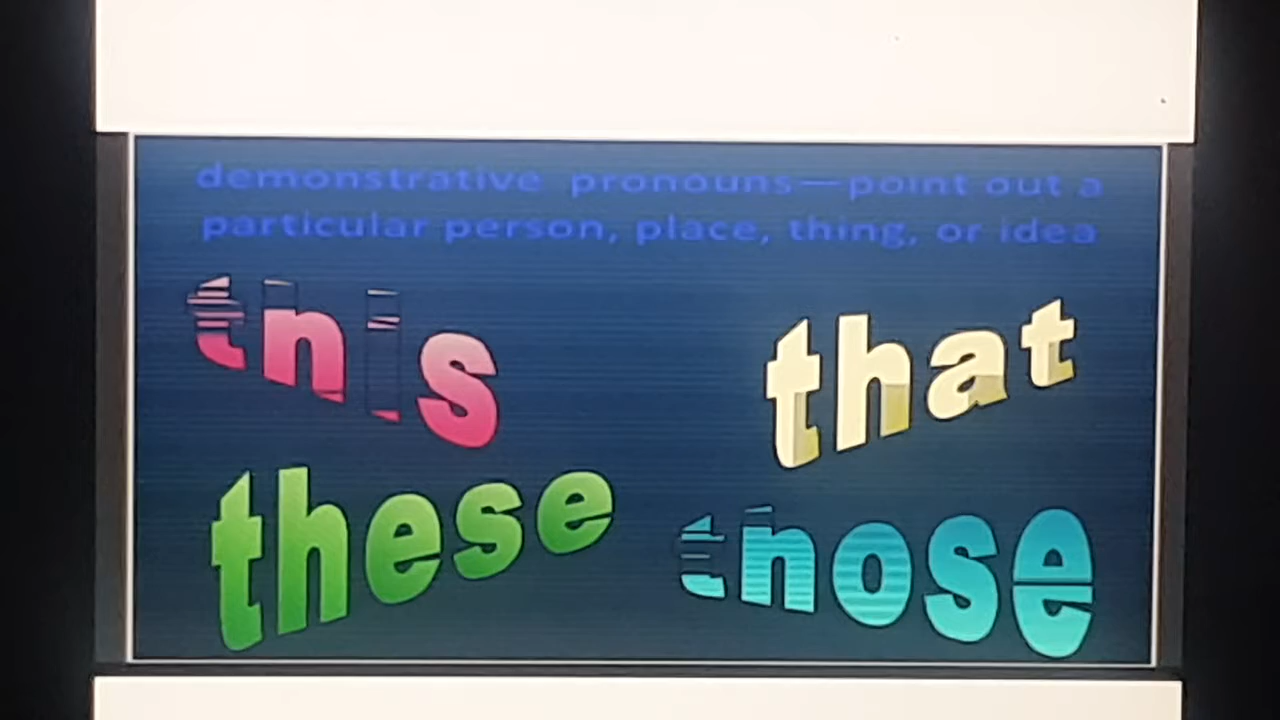 demonstrative pronouns—point out a
particular person, place, thing, or idea
this that
these those